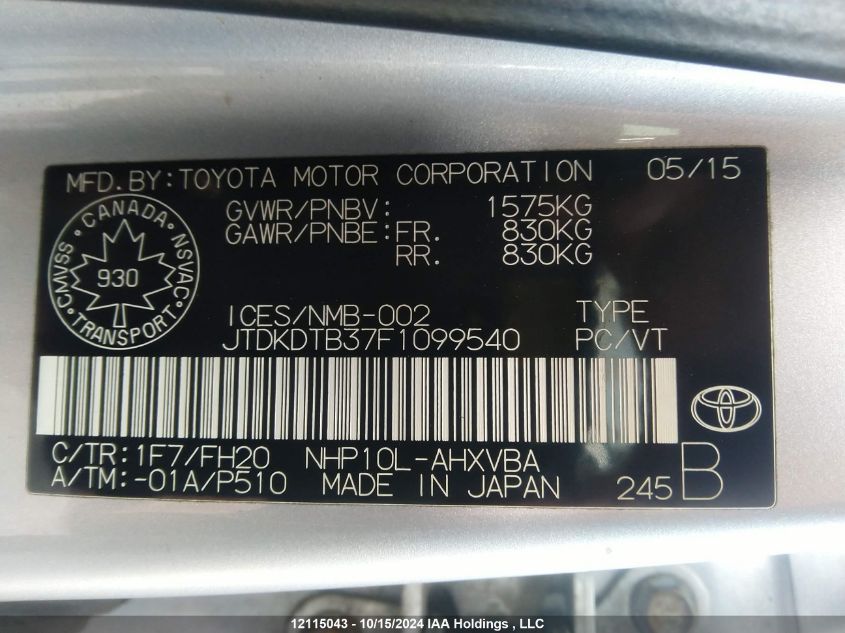 MFD.BY:TOYOTA MOTOR CORPORATION 05/15
GVWR/PNBV: 1575KG
GAWR/PNBE:FR. 830KG
RR. 830KG
CANADA
CMVSS 930 NSVAC
TRANSPORT
ICES/NMB-002 TYPE
JTDKDTB37F1099540 PC/VT
C/TR:1F7/FH20 NHP10L-AHXVBA
A/TM:-01A/P510 MADE IN JAPAN 245 B
12115043 - 10/15/2024 IAA Holdings , LLC